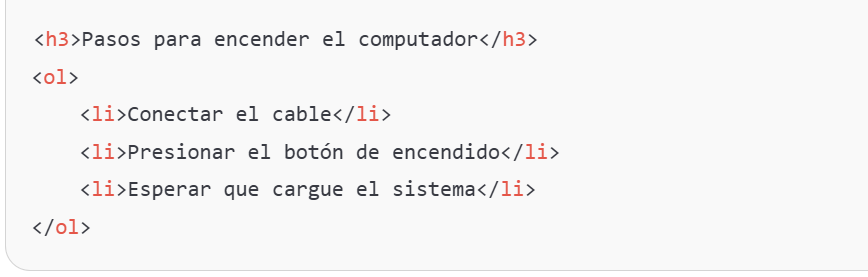 <h3>Pasos para encender el computador</h3>
<ol>
    <li>Conectar el cable</li>
    <li>Presionar el botón de encendido</li>
    <li>Esperar que cargue el sistema</li>
</ol>